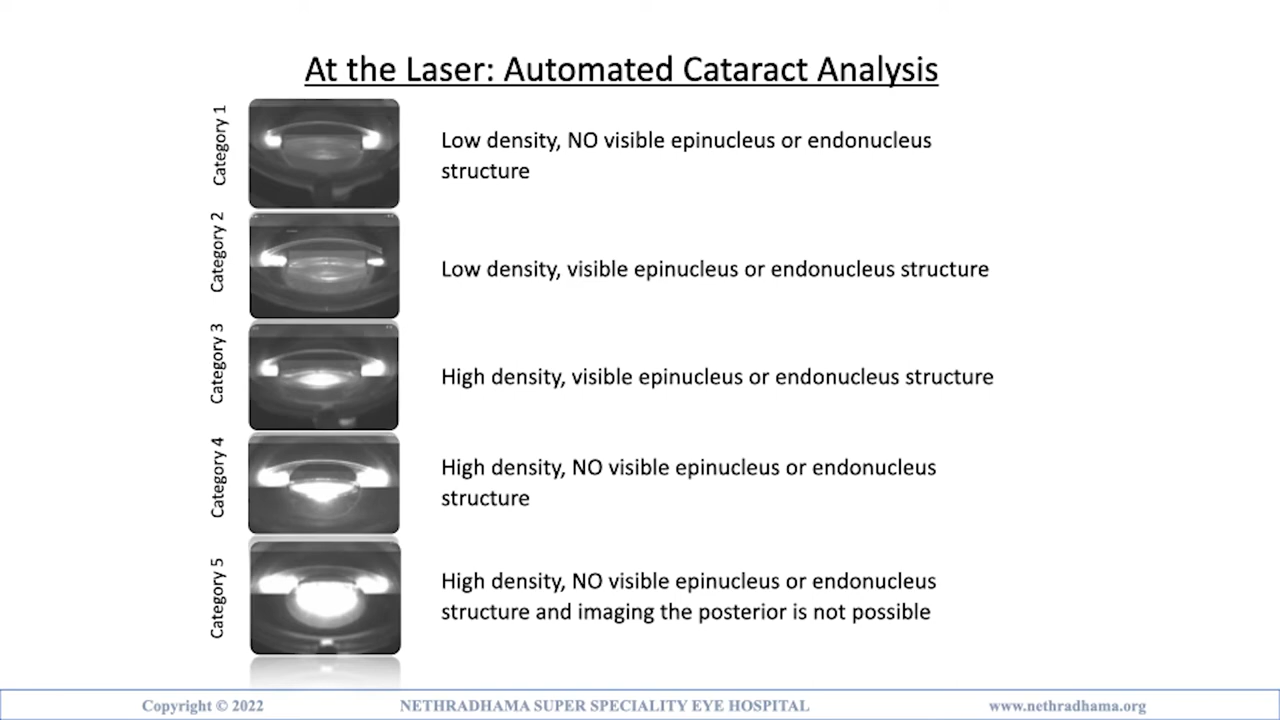 At the Laser: Automated Cataract Analysis
Category 1
Low density, NO visible epinucleus or endonucleus
structure
Category 2
Low density, visible epinucleus or endonucleus structure
Category 3
High density, visible epinucleus or endonucleus structure
Category 4
High density, NO visible epinucleus or endonucleus
structure
Category 5
High density, NO visible epinucleus or endonucleus
structure and imaging the posterior is not possible
Copyright © 2022
NETHRADHAMA SUPER SPECIALITY EYE HOSPITAL
www.nethradhama.org